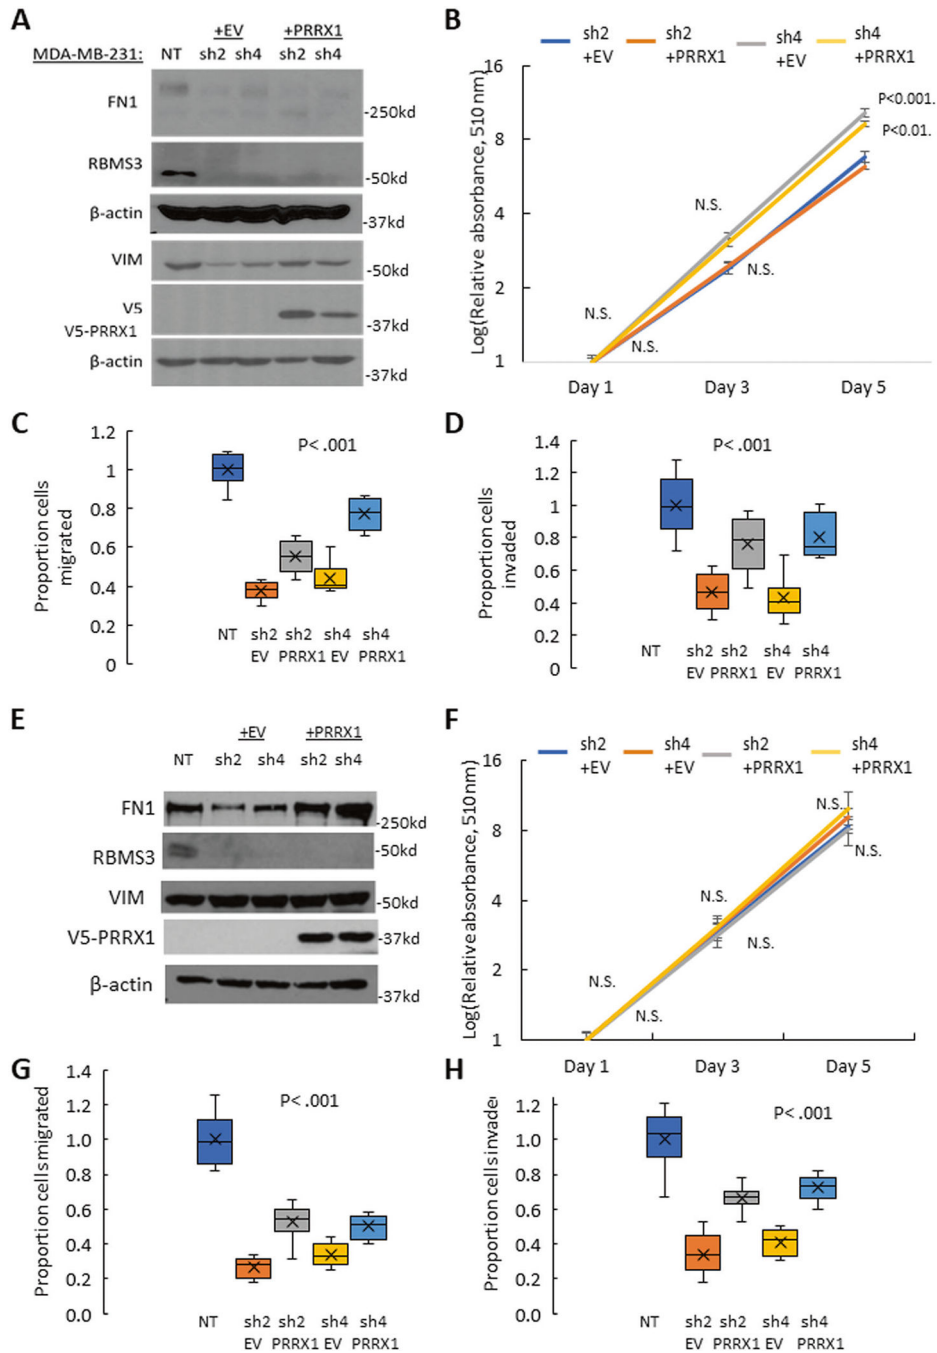 A
+EV +PRRX1
MDA-MB-231: NT sh2 sh4 sh2 sh4
FN1
-250kd
RBMS3
-50kd
β-actin
-37kd
VIM
-50kd
V5
V5-PRRX1
-37kd
β-actin
-37kd
B
sh2 +EV
sh2 +PRRX1
sh4 +EV
sh4 +PRRX1
Log(Relative absorbance, 510 nm)
16
8
4
2
1
P<0.001.
P<0.01.
N.S.
N.S.
N.S.
N.S.
Day 1 Day 3 Day 5
C
Proportion cells
migrated
1.2
1
0.8
0.6
0.4
0.2
0
P< .001
NT sh2 sh2 sh4 sh4
EV PRRX1 EV PRRX1
D
Proportion cells
invaded
1.4
1.2
1.0
0.8
0.6
0.4
0.2
0
P< .001
NT sh2 sh2 sh4 sh4
EV PRRX1 EV PRRX1
E
+EV +PRRX1
NT sh2 sh4 sh2 sh4
FN1
-250kd
RBMS3
-50kd
VIM
-50kd
V5-PRRX1
-37kd
β-actin
-37kd
F
sh2 +EV
sh4 +EV
sh2 +PRRX1
sh4 +PRRX1
Log(Relative absorbance, 510 nm)
16
8
4
2
1
N.S.
N.S.
N.S.
N.S.
N.S.
N.S.
Day 1 Day 3 Day 5
G
Proportion cells migrated
1.4
1.2
1.0
0.8
0.6
0.4
0.2
0.0
P< .001
NT sh2 sh2 sh4 sh4
EV PRRX1 EV PRRX1
H
Proportion cells invade
1.2
1.0
0.8
0.6
0.4
0.2
0.0
P< .001
NT sh2 sh2 sh4 sh4
EV PRRX1 EV PRRX1